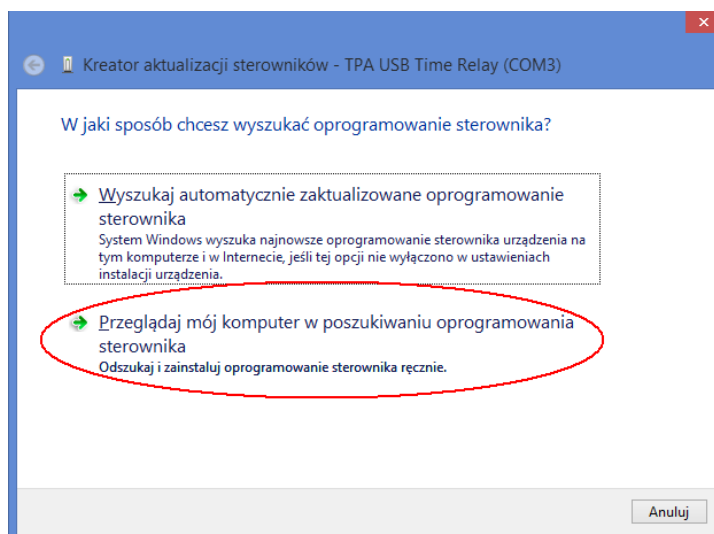 Kreator aktualizacji sterowników - TPA USB Time Relay (COM3)
W jaki sposób chcesz wyszukać oprogramowanie sterownika?
Wyszukaj automatycznie zaktualizowane oprogramowanie
sterownika
System Windows wyszuka najnowsze oprogramowanie sterownika urządzenia na
tym komputerze i w Internecie, jeśli tej opcji nie wyłączono w ustawieniach
instalacji urządzenia.
Przeglądaj mój komputer w poszukiwaniu oprogramowania
sterownika
Odszukaj i zainstaluj oprogramowanie sterownika ręcznie.
Anuluj